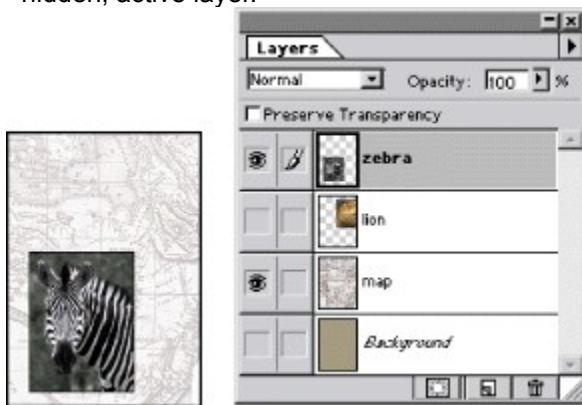 hidden, active layer.
Layers
Normal Opacity: 100 %
Preserve Transparency
zebra
lion
map
Background